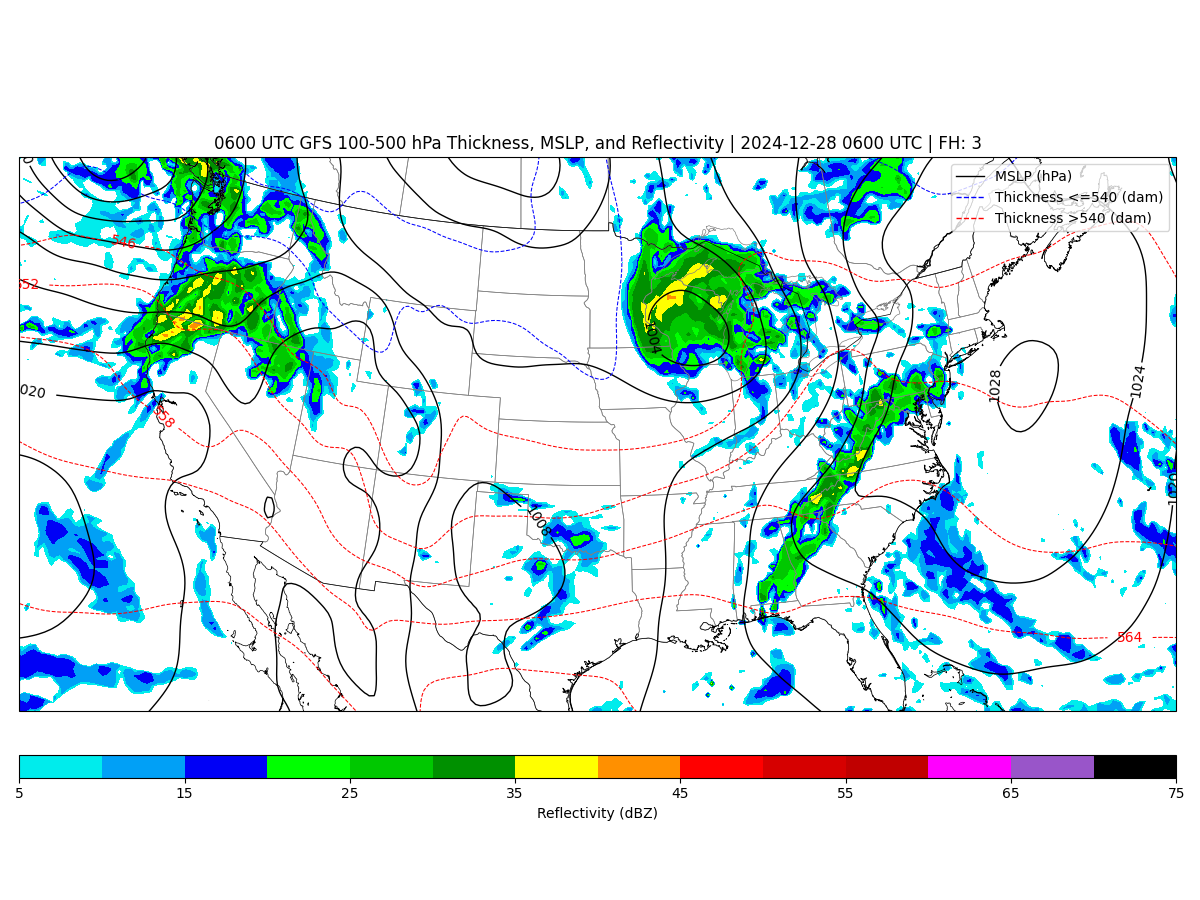 0600 UTC GFS 100-500 hPa Thickness, MSLP, and Reflectivity | 2024-12-28 0600 UTC | FH: 3
MSLP (hPa)
Thickness <=540 (dam)
Thickness >540 (dam)
546
552
1004
1020
558
1028
1024
1008
1020
564
5 15 25 35 45 55 65 75
Reflectivity (dBZ)